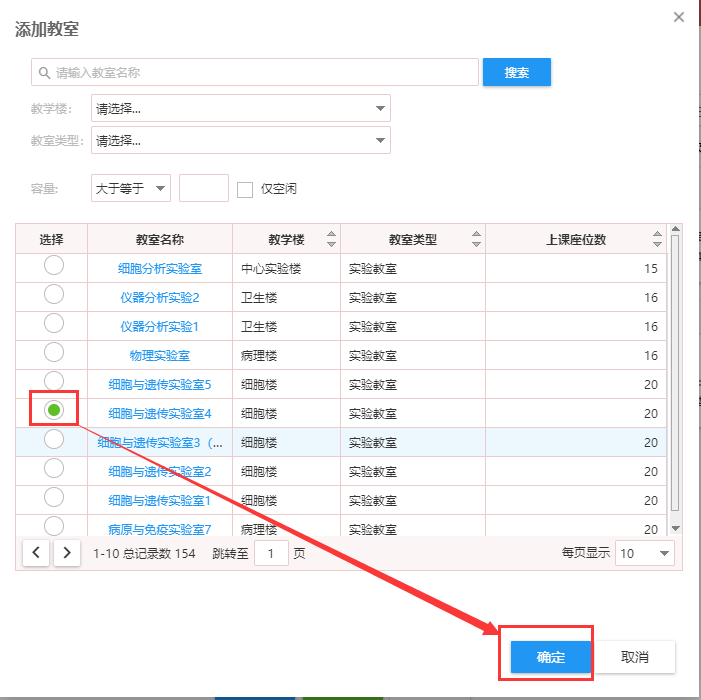 添加教室
请输入教室名称 搜索
教学楼: 请选择...
教室类型: 请选择...
容量: 大于等于 仅空闲
选择 教室名称 教学楼 教室类型 上课座位数
细胞分析实验室 中心实验楼 实验教室 15
仪器分析实验2 卫生楼 实验教室 16
仪器分析实验1 卫生楼 实验教室 16
物理实验室 病理楼 实验教室 16
细胞与遗传实验室5 细胞楼 实验教室 20
细胞与遗传实验室4 细胞楼 实验教室 20
细胞与遗传实验室3（... 细胞楼 实验教室 20
细胞与遗传实验室2 细胞楼 实验教室 20
细胞与遗传实验室1 细胞楼 实验教室 20
病原与免疫实验室7 病理楼 实验教室 20
1-10 总记录数 154 跳转至 1 页 每页显示 10
确定 取消